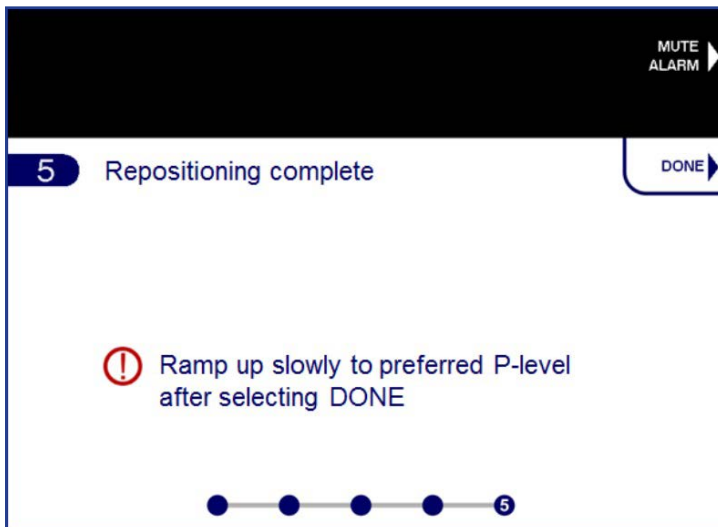 MUTE
ALARM
5 Repositioning complete
DONE
! Ramp up slowly to preferred P-level
after selecting DONE
5